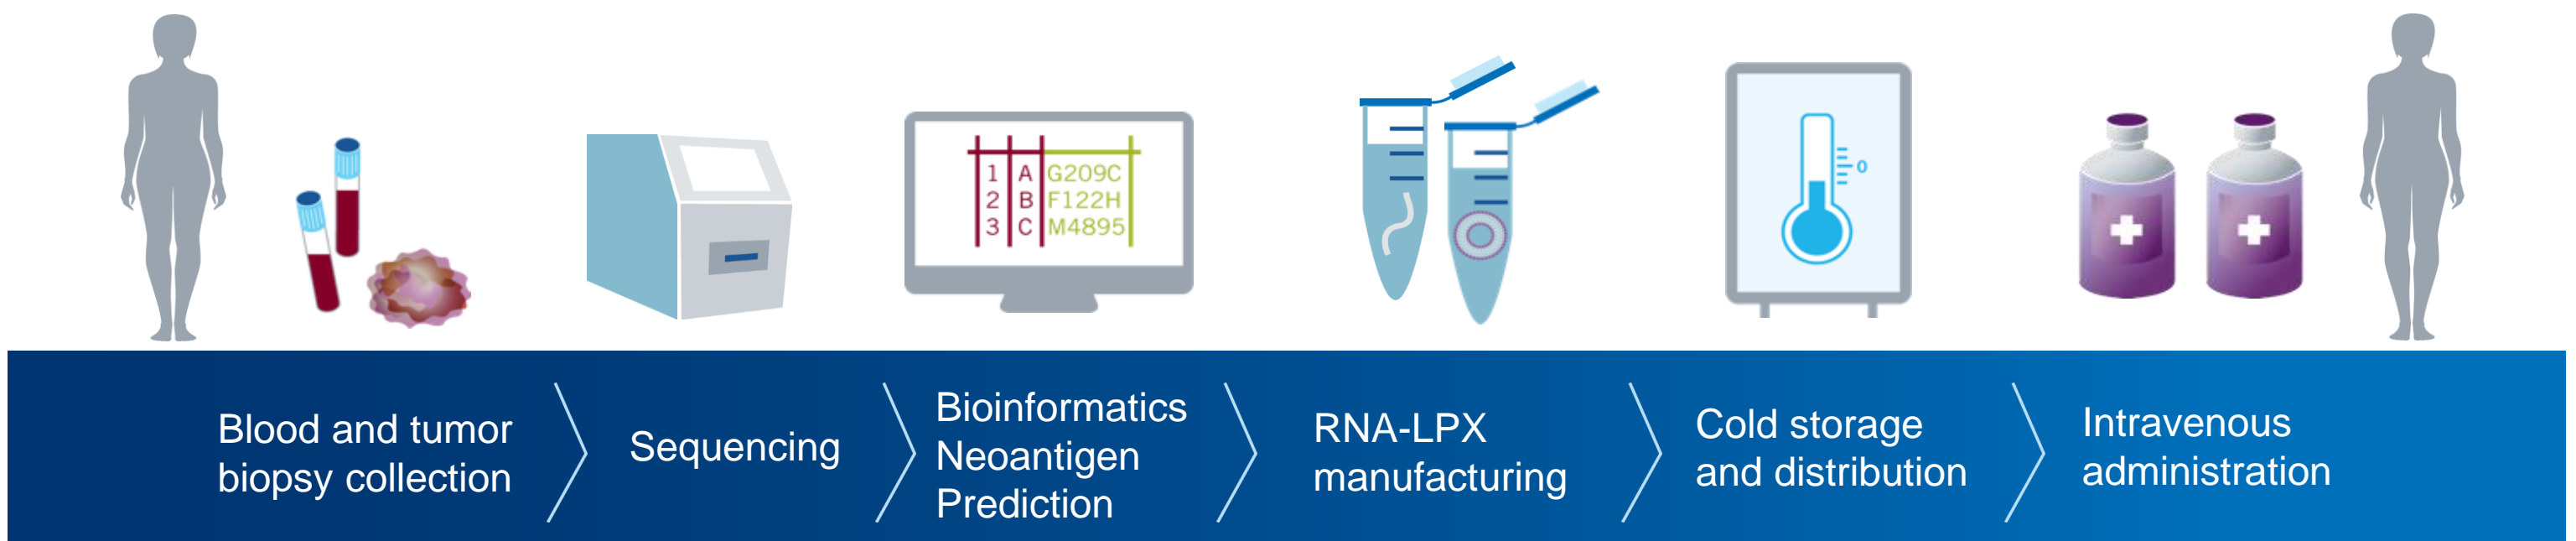 1 A G209C
2 B F122H
3 C M4895
0
Blood and tumor
biopsy collection
Sequencing
Bioinformatics
Neoantigen
Prediction
RNA-LPX
manufacturing
Cold storage
and distribution
Intravenous
administration